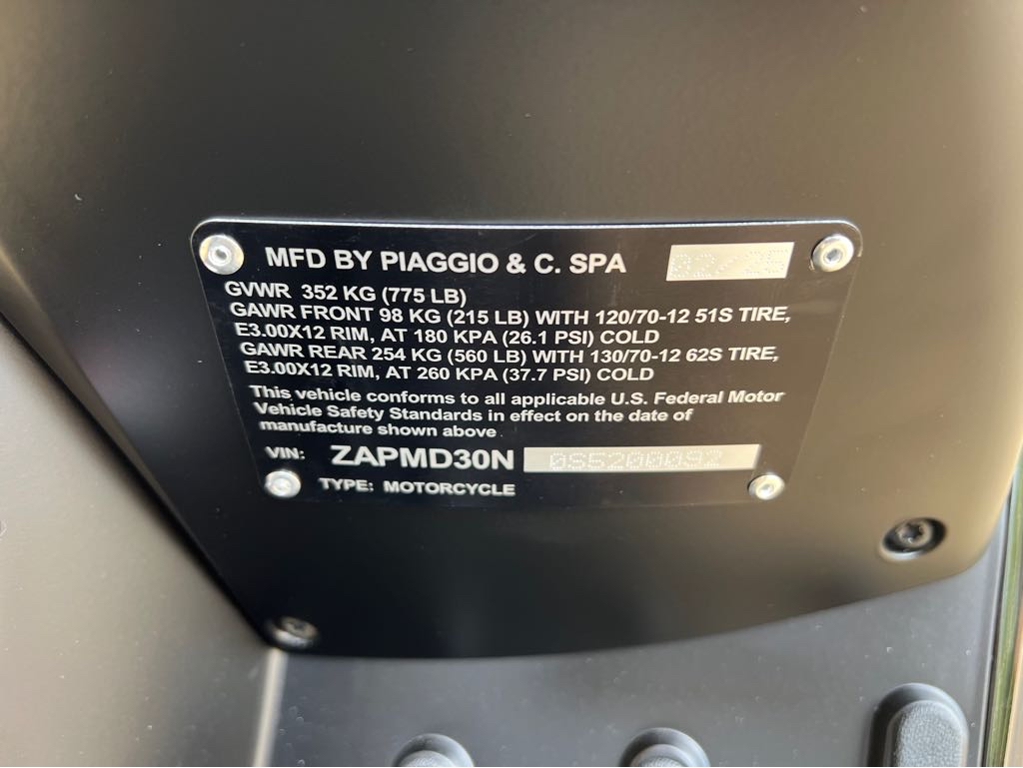 MFD BY PIAGGIO & C. SPA 02/25
GVWR 352 KG (775 LB)
GAWR FRONT 98 KG (215 LB) WITH 120/70-12 51S TIRE,
E3.00X12 RIM, AT 180 KPA (26.1 PSI) COLD
GAWR REAR 254 KG (560 LB) WITH 130/70-12 62S TIRE,
E3.00X12 RIM, AT 260 KPA (37.7 PSI) COLD
This vehicle conforms to all applicable U.S. Federal Motor
Vehicle Safety Standards in effect on the date of
manufacture shown above.
VIN: ZAPMD30N 0S5200092
TYPE: MOTORCYCLE